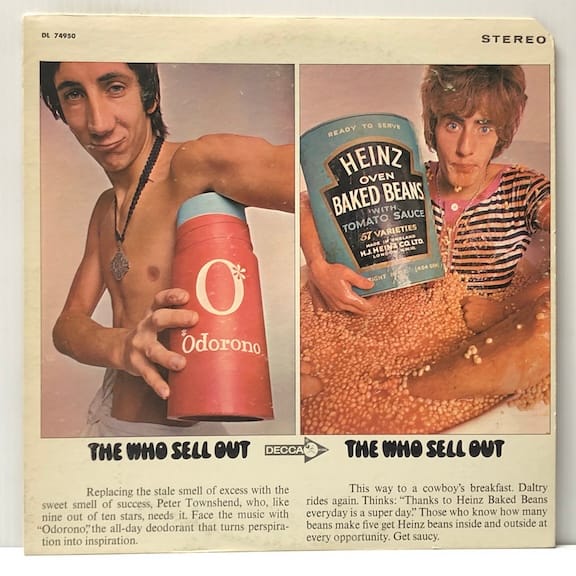 DL 74950
STEREO
O*
*Odorono
READY TO SERVE
HEINZ
OVEN
BAKED BEANS
WITH
TOMATO SAUCE
57 VARIETIES
MADE IN ENGLAND
H.J. HEINZ CO. LTD.
THE WHO SELL OUT
DECCA
THE WHO SELL OUT
Replacing the stale smell of excess with the
sweet smell of success, Peter Townshend, who, like
nine out of ten stars, needs it. Face the music with
“Odorono,” the all-day deodorant that turns perspira-
tion into inspiration.
This way to a cowboy's breakfast. Daltry
rides again. Thinks: “Thanks to Heinz Baked Beans
everyday is a super day.” Those who know how many
beans make five get Heinz beans inside and outside at
every opportunity. Get saucy.